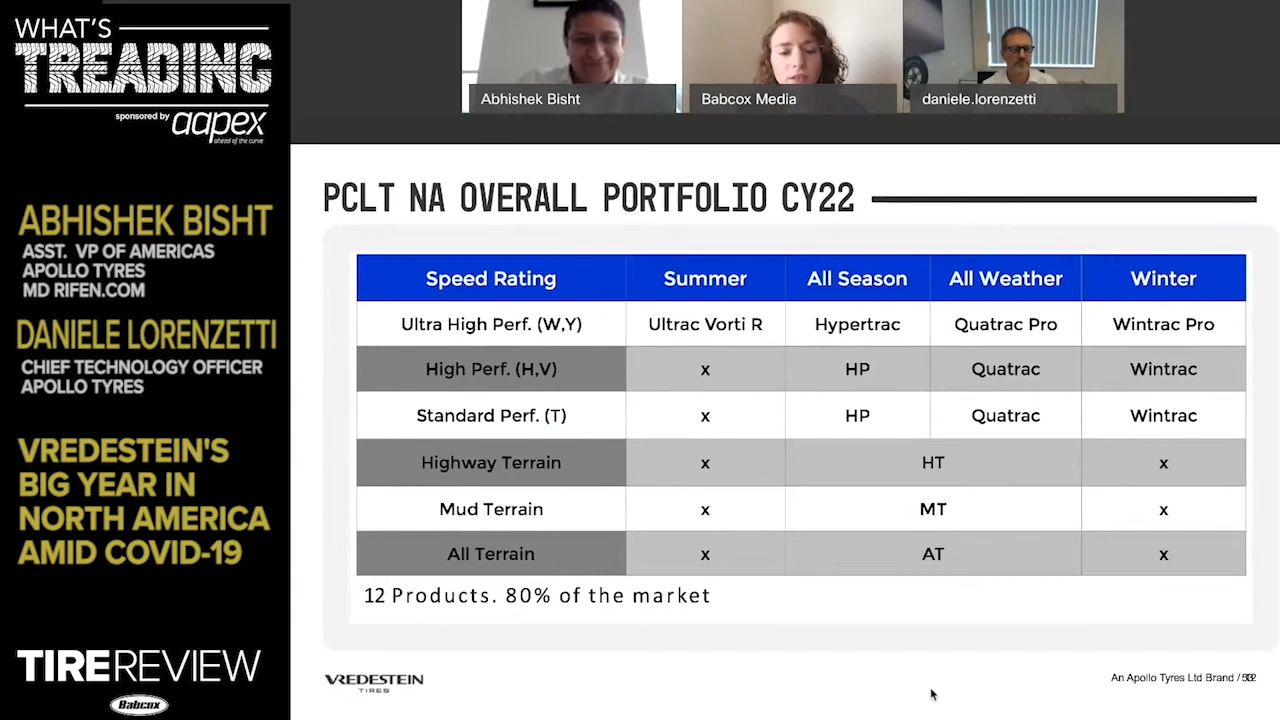 WHAT'S
TREADING
sponsored by aapex
ahead of the curve
ABHISHEK BISHT
ASST. VP OF AMERICAS
APOLLO TYRES
MD RIFEN.COM
DANIELE LORENZETTI
CHIEF TECHNOLOGY OFFICER
APOLLO TYRES
VREDESTEIN'S
BIG YEAR IN
NORTH AMERICA
AMID COVID-19
TIREREVIEW
Babcox
Abhishek Bisht
Babcox Media
daniele.lorenzetti
PCLT NA OVERALL PORTFOLIO CY22
Speed Rating Summer All Season All Weather Winter
Ultra High Perf. (W,Y) Ultrac Vorti R Hypertrac Quatrac Pro Wintrac Pro
High Perf. (H,V) x HP Quatrac Wintrac
Standard Perf. (T) x HP Quatrac Wintrac
Highway Terrain x HT x
Mud Terrain x MT x
All Terrain x AT x
12 Products. 80% of the market
VREDESTEIN
TIRES
An Apollo Tyres Ltd Brand /